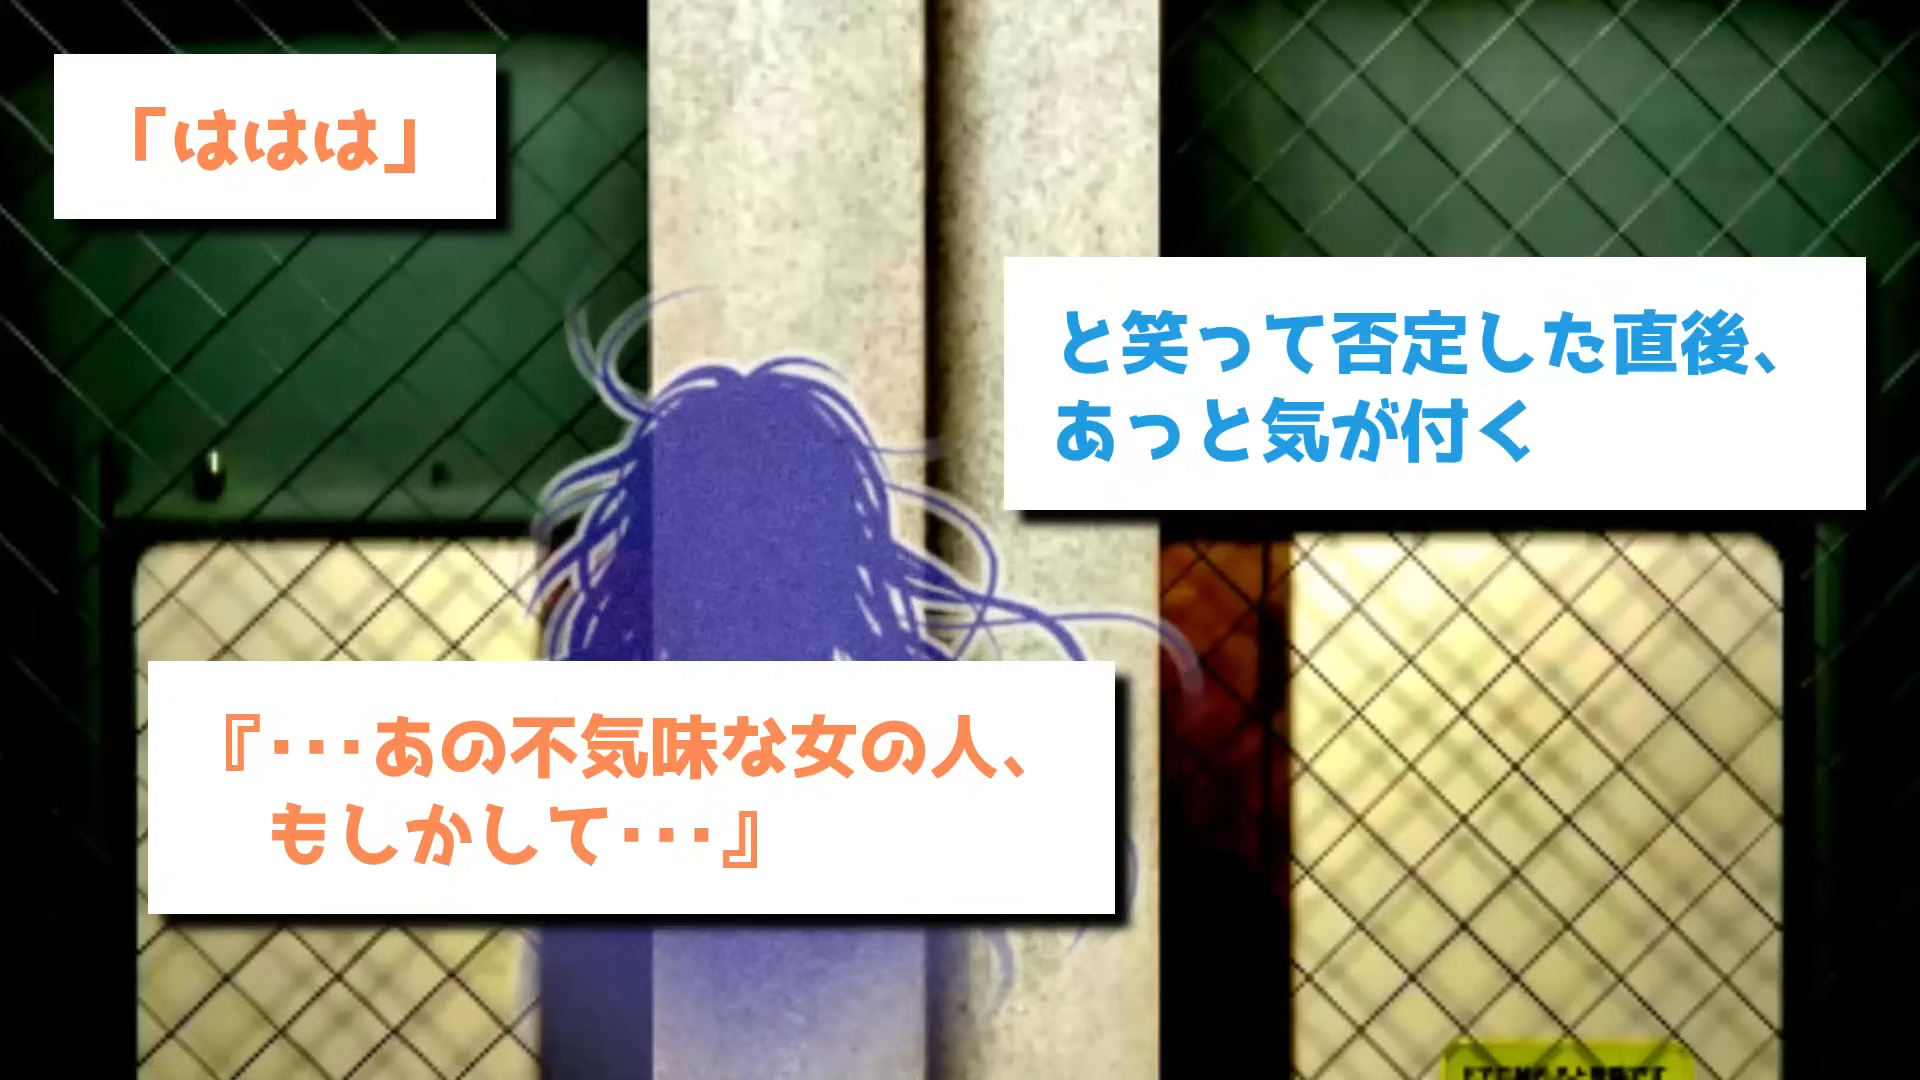 「ははは」
と笑って否定した直後、
あっと気が付く
『･･･あの不気味な女の人、
もしかして･･･』